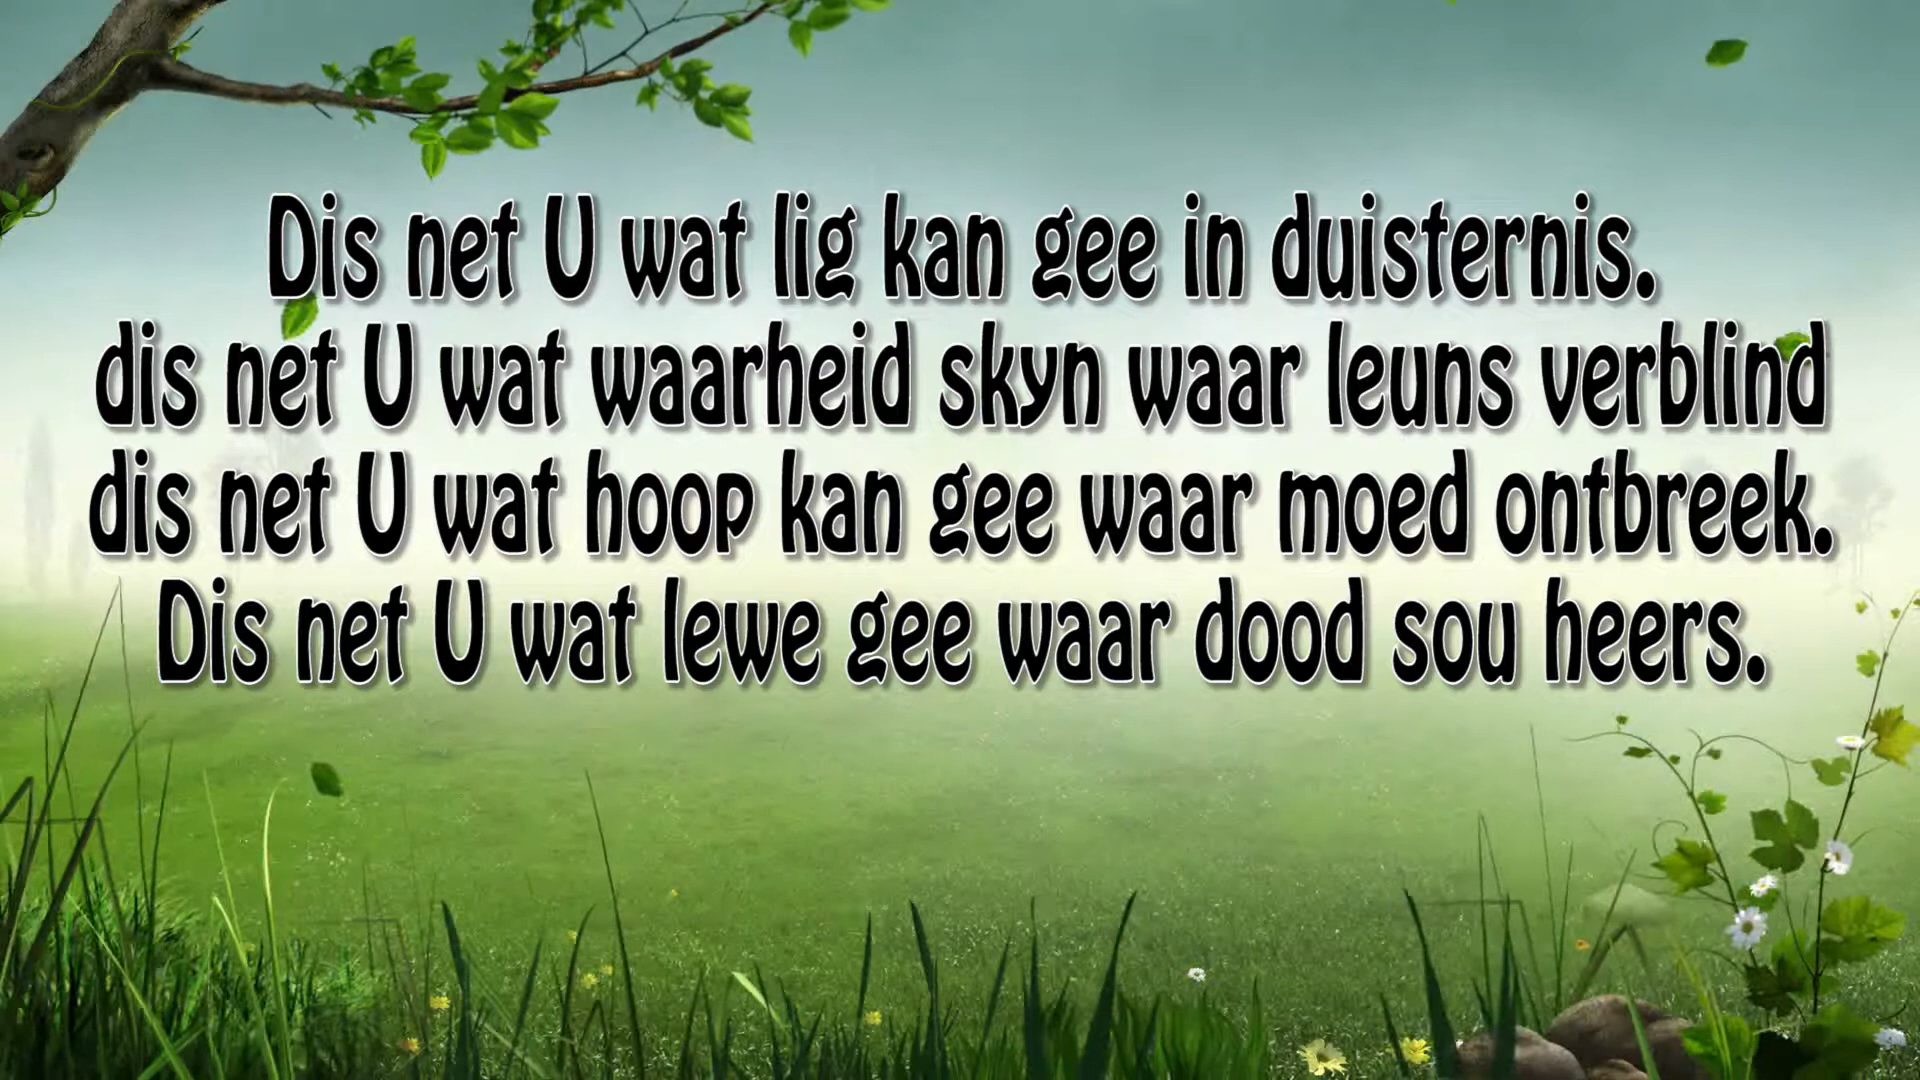 Dis net U wat lig kan gee in duisternis.
dis net U wat waarheid skyn waar leuns verblind
dis net U wat hoop kan gee waar moed ontbreek.
Dis net U wat lewe gee waar dood sou heers.